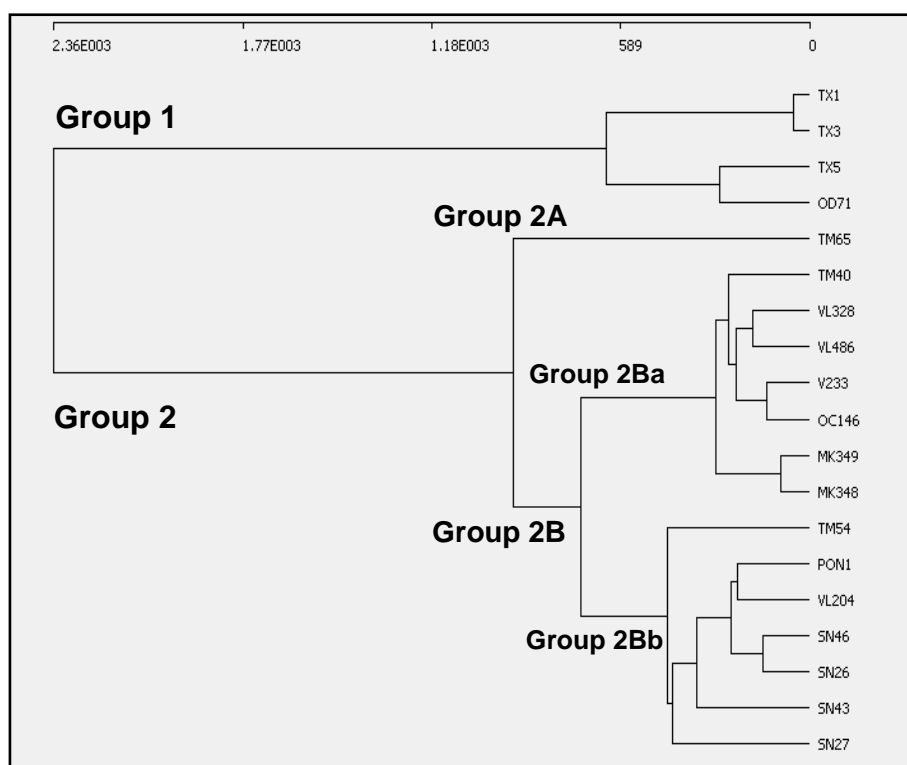 2.36E003 1.77E003 1.18E003 589 0
TX1
Group 1
TX3
TX5
OD71
Group 2A
TM65
TM40
VL328
VL486
Group 2Ba
V233
Group 2
OC146
MK349
MK348
TM54
Group 2B
PON1
VL204
SN46
Group 2Bb
SN26
SN43
SN27